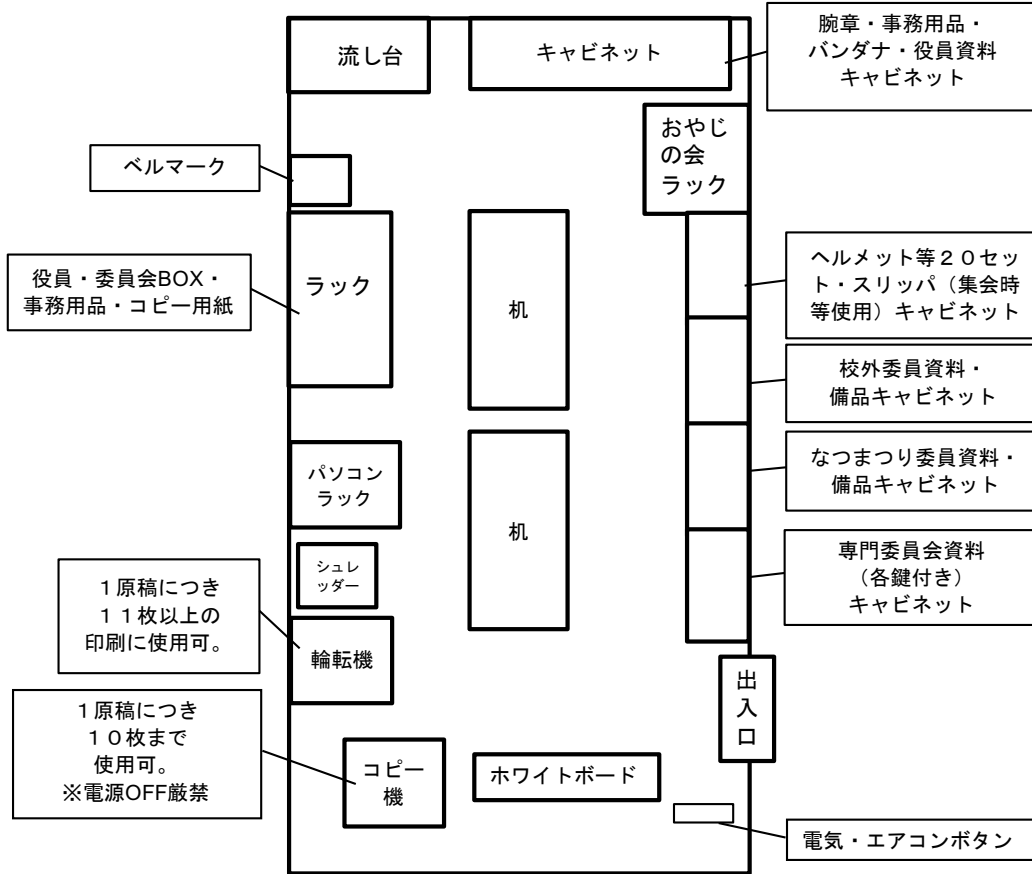 流し台
キャビネット
腕章・事務用品・
バンダナ・役員資料
キャビネット
おやじ
の会
ラック
ベルマーク
役員・委員会BOX・
事務用品・コピー用紙
ラック
机
ヘルメット等２０セッ
ト・スリッパ（集会時
等使用）キャビネット
校外委員資料・
備品キャビネット
なつまつり委員資料・
備品キャビネット
パソコン
ラック
机
専門委員会資料
（各鍵付き）
キャビネット
シュレ
ッダー
１原稿につき
１１枚以上の
印刷に使用可。
輪転機
出入口
１原稿につき
１０枚まで
使用可。
※電源OFF厳禁
コピー
機
ホワイトボード
電気・エアコンボタン